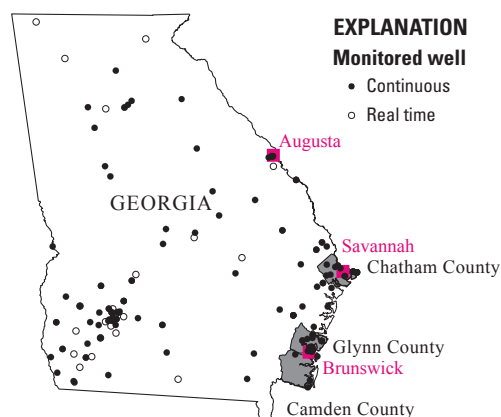 EXPLANATION
Monitored well
Continuous
Real time
Augusta
GEORGIA
Savannah
Chatham County
Glynn County
Brunswick
Camden County